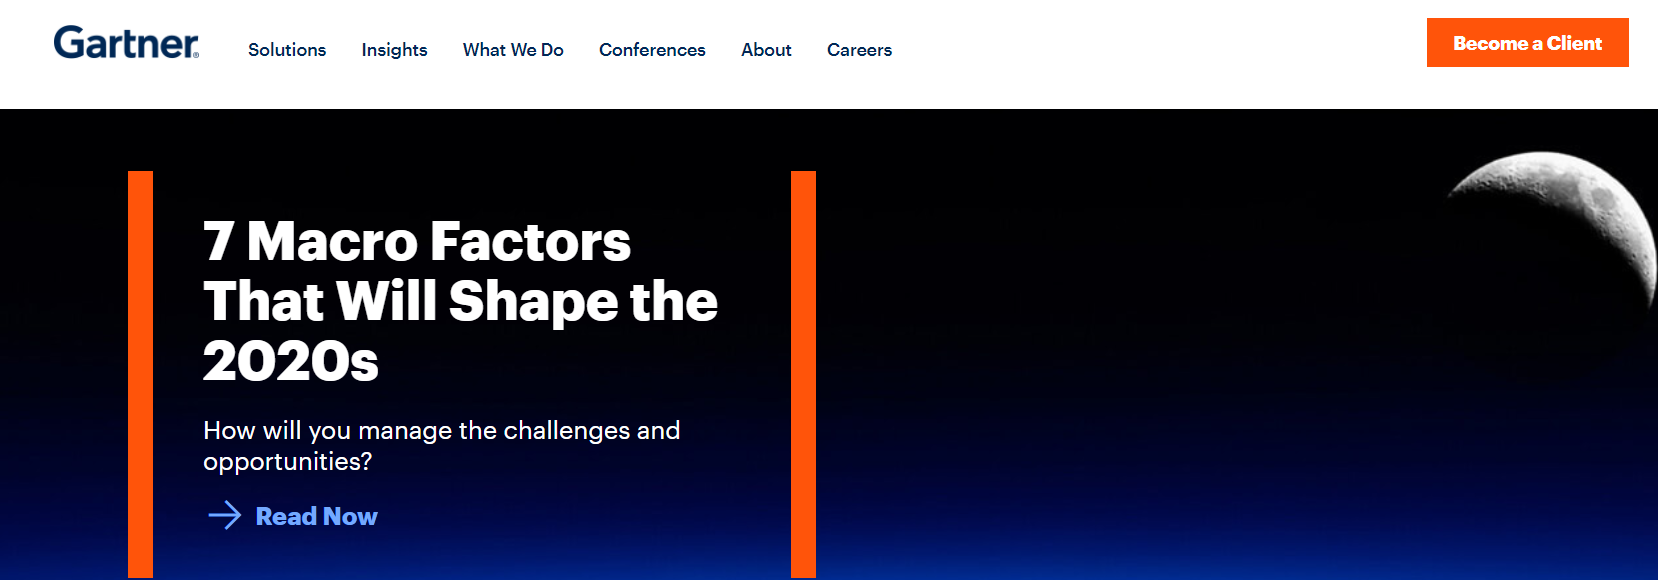 Gartner®
Solutions Insights What We Do Conferences About Careers
Become a Client
7 Macro Factors
That Will Shape the
2020s
How will you manage the challenges and
opportunities?
→ Read Now